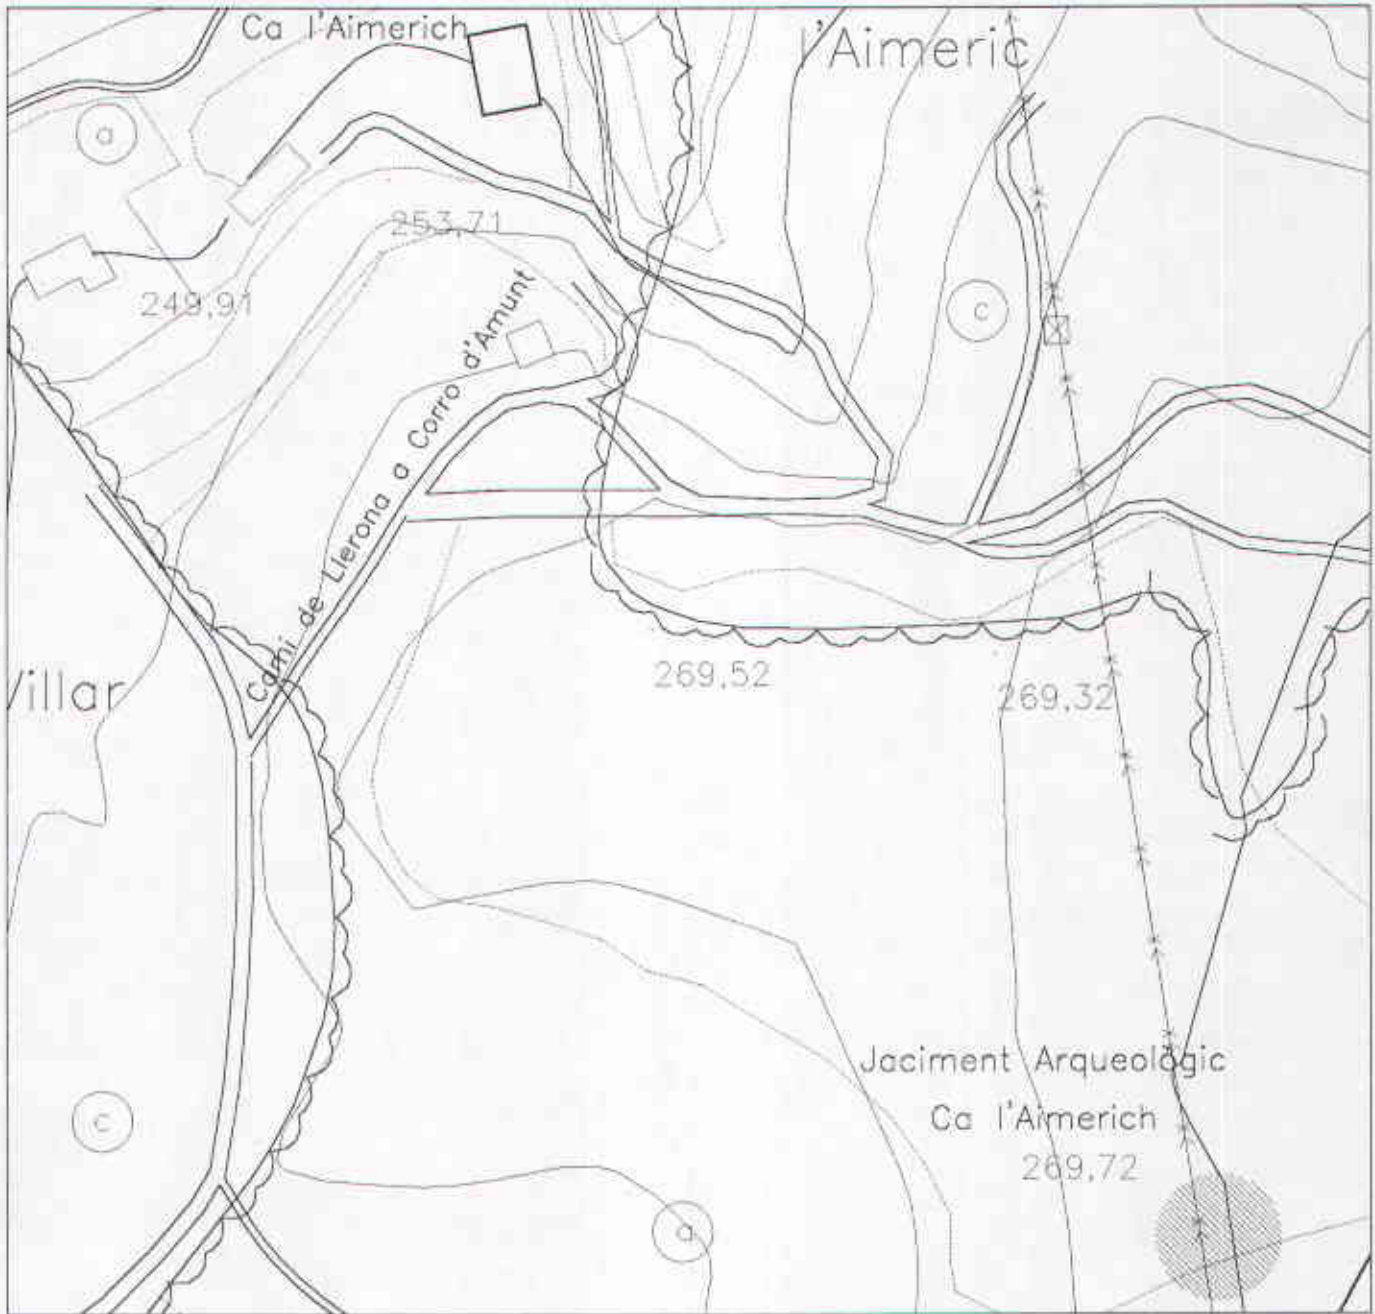 Ca l'Aimerich
l'Aimeric
a
253,71
249,91
c
Camí de Llerona a Corro d'Amunt
269,52
269,32
Villar
Jaciment Arqueològic
Ca l'Aimerich
269,72
c
a